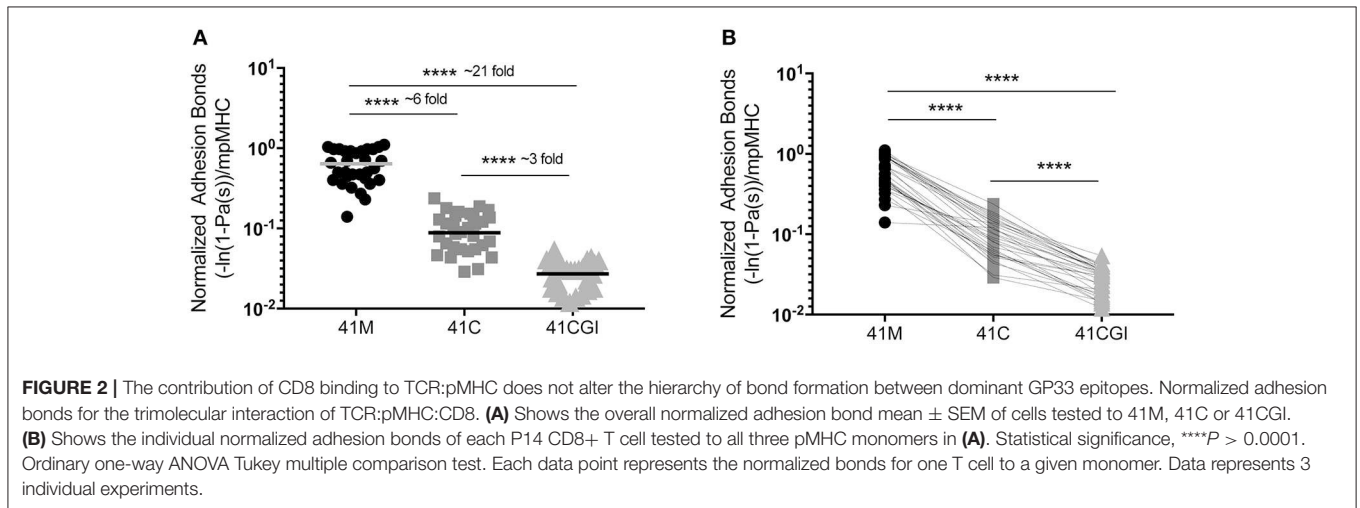 A
Normalized Adhesion Bonds
(-ln(1-Pa(s))/mpMHC
10¹
10⁰
10⁻¹
10⁻²
**** ~21 fold
**** ~6 fold
**** ~3 fold
41M 41C 41CGI
B
Normalized Adhesion Bonds
(-ln(1-Pa(s))/mpMHC
10¹
10⁰
10⁻¹
10⁻²
****
****
****
41M 41C 41CGI
FIGURE 2 | The contribution of CD8 binding to TCR:pMHC does not alter the hierarchy of bond formation between dominant GP33 epitopes. Normalized adhesion
bonds for the trimolecular interaction of TCR:pMHC:CD8. (A) Shows the overall normalized adhesion bond mean ± SEM of cells tested to 41M, 41C or 41CGI.
(B) Shows the individual normalized adhesion bonds of each P14 CD8+ T cell tested to all three pMHC monomers in (A). Statistical significance, ****P > 0.0001.
Ordinary one-way ANOVA Tukey multiple comparison test. Each data point represents the normalized bonds for one T cell to a given monomer. Data represents 3
individual experiments.